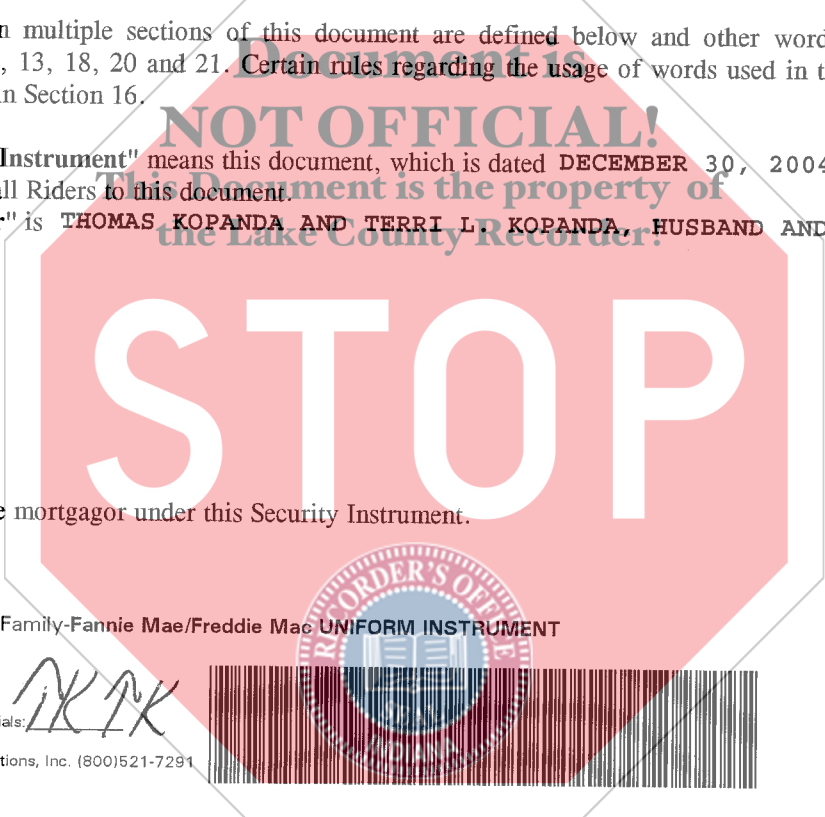 n multiple sections of this document are defined below and other word
Document is
, 13, 18, 20 and 21. Certain rules regarding the usage of words used in t
n Section 16.
NOT OFFICIAL!
Instrument" means this document, which is dated DECEMBER 30, 2004
This Document is the property of
ll Riders to this document.
r" is THOMAS KOPANDA AND TERRI L. KOPANDA, HUSBAND AND
the Lake County Recorder!
STOP
e mortgagor under this Security Instrument.
RECORDER'S OFFICE
Family-Fannie Mae/Freddie Mac UNIFORM INSTRUMENT
ials: TK TK
SEAL
INDIANA
tions, Inc. (800)521-7291